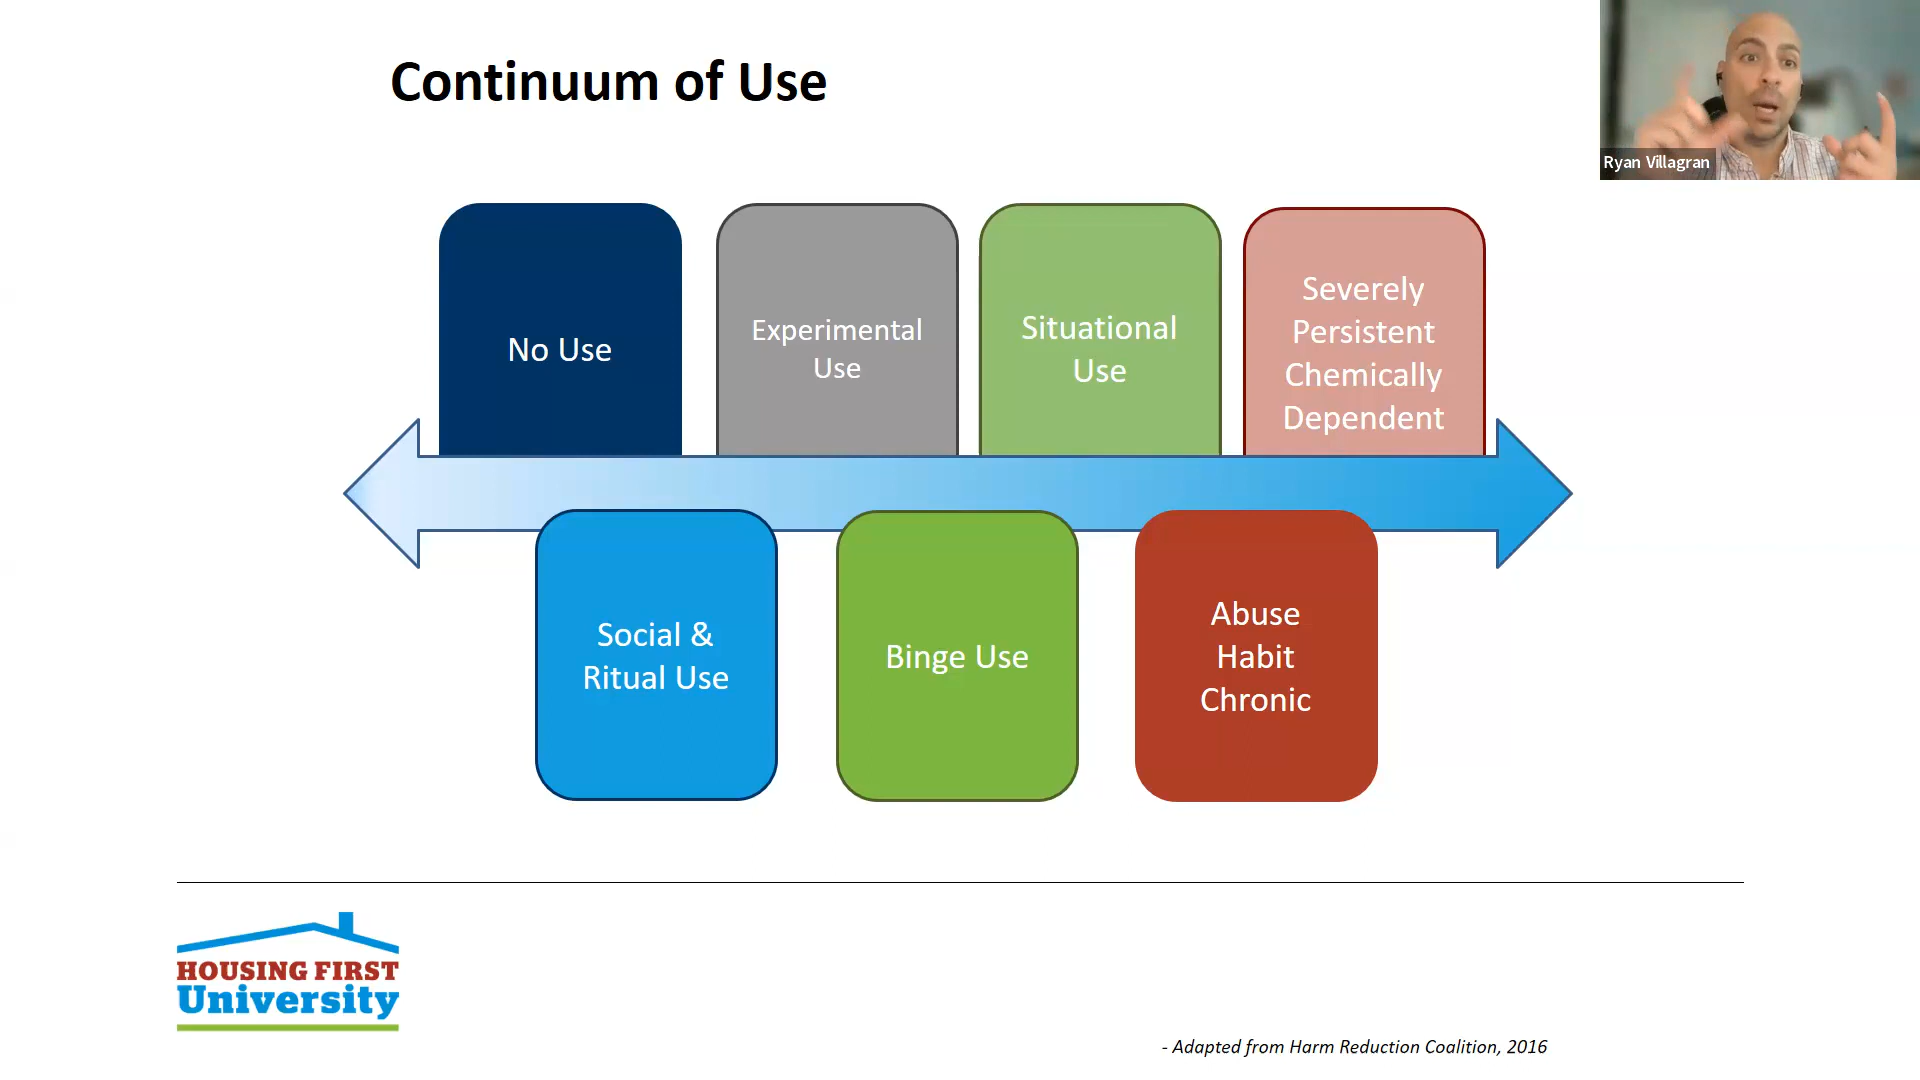 Continuum of Use
Ryan Villagran
No Use
Experimental
Use
Situational
Use
Severely
Persistent
Chemically
Dependent
Social &
Ritual Use
Binge Use
Abuse
Habit
Chronic
HOUSING FIRST
University
- Adapted from Harm Reduction Coalition, 2016